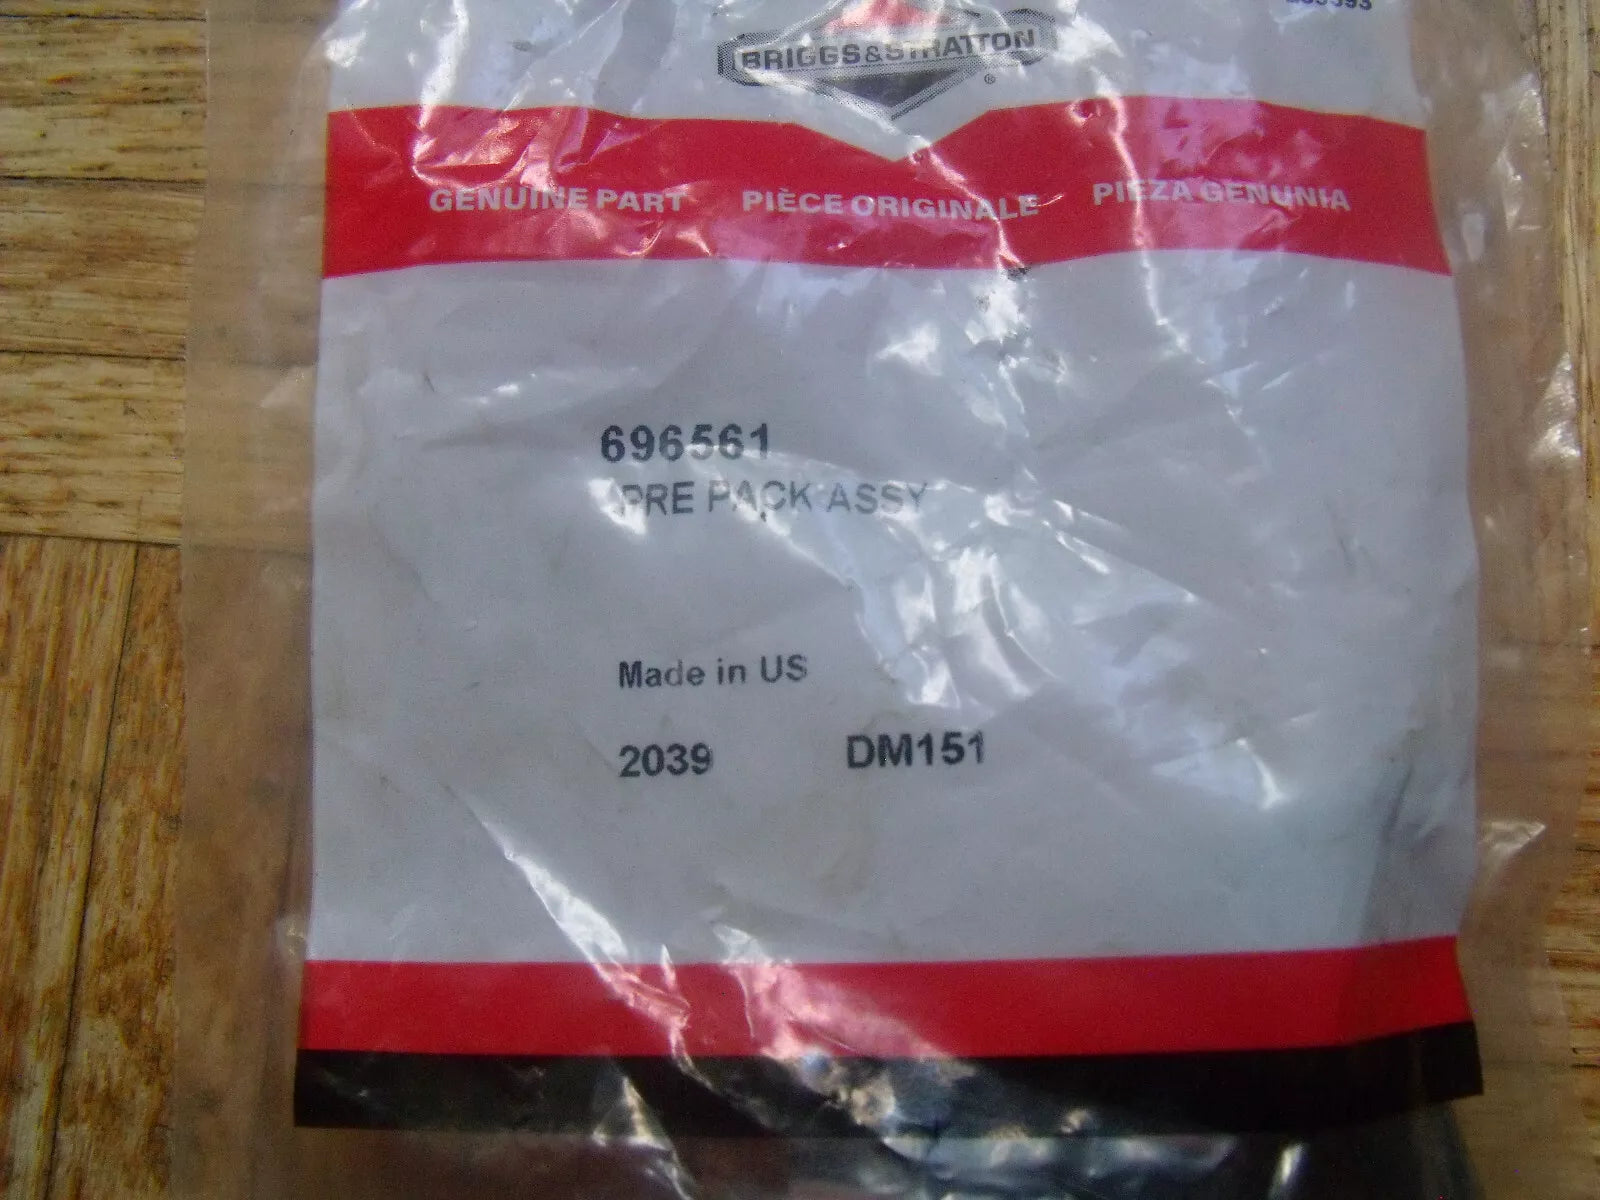 BRIGGS&STRATTON
®
GENUINE PART PIÈCE ORIGINALE PIEZA GENUNIA
696561
PRE PACK ASSY
Made in US
2039 DM151